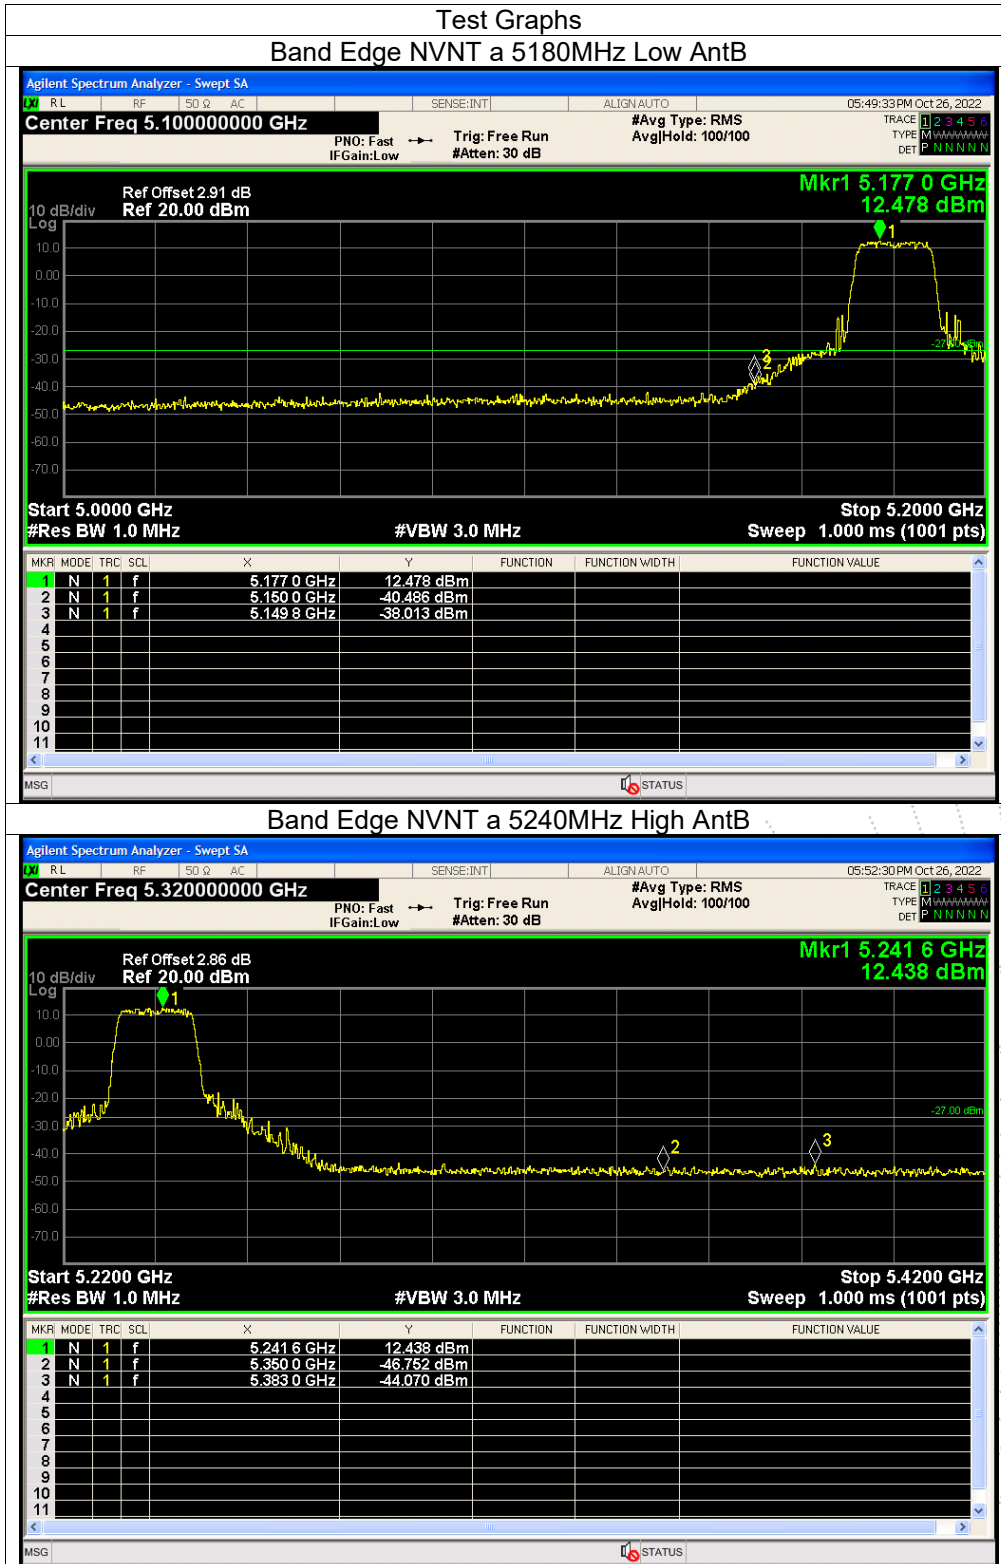 Test Graphs
Band Edge NVNT a 5180MHz Low AntB
Agilent Spectrum Analyzer - Swept SA
LXI RL RF 50 Ω AC SENSE:INT ALIGN AUTO 05:49:33 PM Oct 26, 2022
Center Freq 5.100000000 GHz #Avg Type: RMS TRACE 1 2 3 4 5 6
PNO: Fast Trig: Free Run Avg|Hold: 100/100 TYPE M
IFGain:Low #Atten: 30 dB DET P N N N N N
Mkr1 5.177 0 GHz
Ref Offset 2.91 dB
10 dB/div Ref 20.00 dBm 12.478 dBm
Log
1
10.0
0.00
-10.0
-20.0
-27.00 dBm
-30.0
3
2
-40.0
-50.0
-60.0
-70.0
Start 5.0000 GHz Stop 5.2000 GHz
#Res BW 1.0 MHz #VBW 3.0 MHz Sweep 1.000 ms (1001 pts)
MKR MODE TRC SCL X Y FUNCTION FUNCTION WIDTH FUNCTION VALUE
1 N 1 f 5.177 0 GHz 12.478 dBm
2 N 1 f 5.150 0 GHz -40.486 dBm
3 N 1 f 5.149 8 GHz -38.013 dBm
4
5
6
7
8
9
10
11
MSG STATUS
Band Edge NVNT a 5240MHz High AntB
Agilent Spectrum Analyzer - Swept SA
LXI RL RF 50 Ω AC SENSE:INT ALIGN AUTO 05:52:30 PM Oct 26, 2022
Center Freq 5.320000000 GHz #Avg Type: RMS TRACE 1 2 3 4 5 6
PNO: Fast Trig: Free Run Avg|Hold: 100/100 TYPE M
IFGain:Low #Atten: 30 dB DET P N N N N N
Mkr1 5.241 6 GHz
Ref Offset 2.86 dB
10 dB/div Ref 20.00 dBm 12.438 dBm
Log
1
10.0
0.00
-10.0
-20.0
-27.00 dBm
-30.0
2 3
-40.0
-50.0
-60.0
-70.0
Start 5.2200 GHz Stop 5.4200 GHz
#Res BW 1.0 MHz #VBW 3.0 MHz Sweep 1.000 ms (1001 pts)
MKR MODE TRC SCL X Y FUNCTION FUNCTION WIDTH FUNCTION VALUE
1 N 1 f 5.241 6 GHz 12.438 dBm
2 N 1 f 5.350 0 GHz -46.752 dBm
3 N 1 f 5.383 0 GHz -44.070 dBm
4
5
6
7
8
9
10
11
MSG STATUS